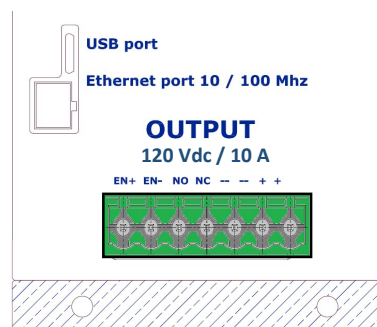 USB port
Ethernet port 10 / 100 Mhz
OUTPUT
120 Vdc / 10 A
EN+ EN- NO NC -- -- + +